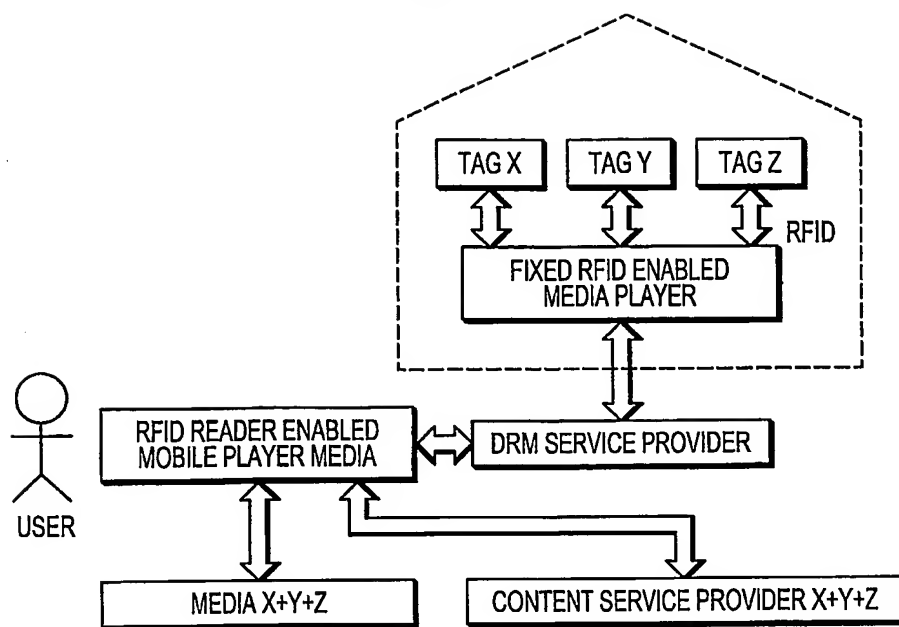 TAG X
TAG Y
TAG Z
RFID
FIXED RFID ENABLED
MEDIA PLAYER
RFID READER ENABLED
MOBILE PLAYER MEDIA
DRM SERVICE PROVIDER
USER
MEDIA X+Y+Z
CONTENT SERVICE PROVIDER X+Y+Z